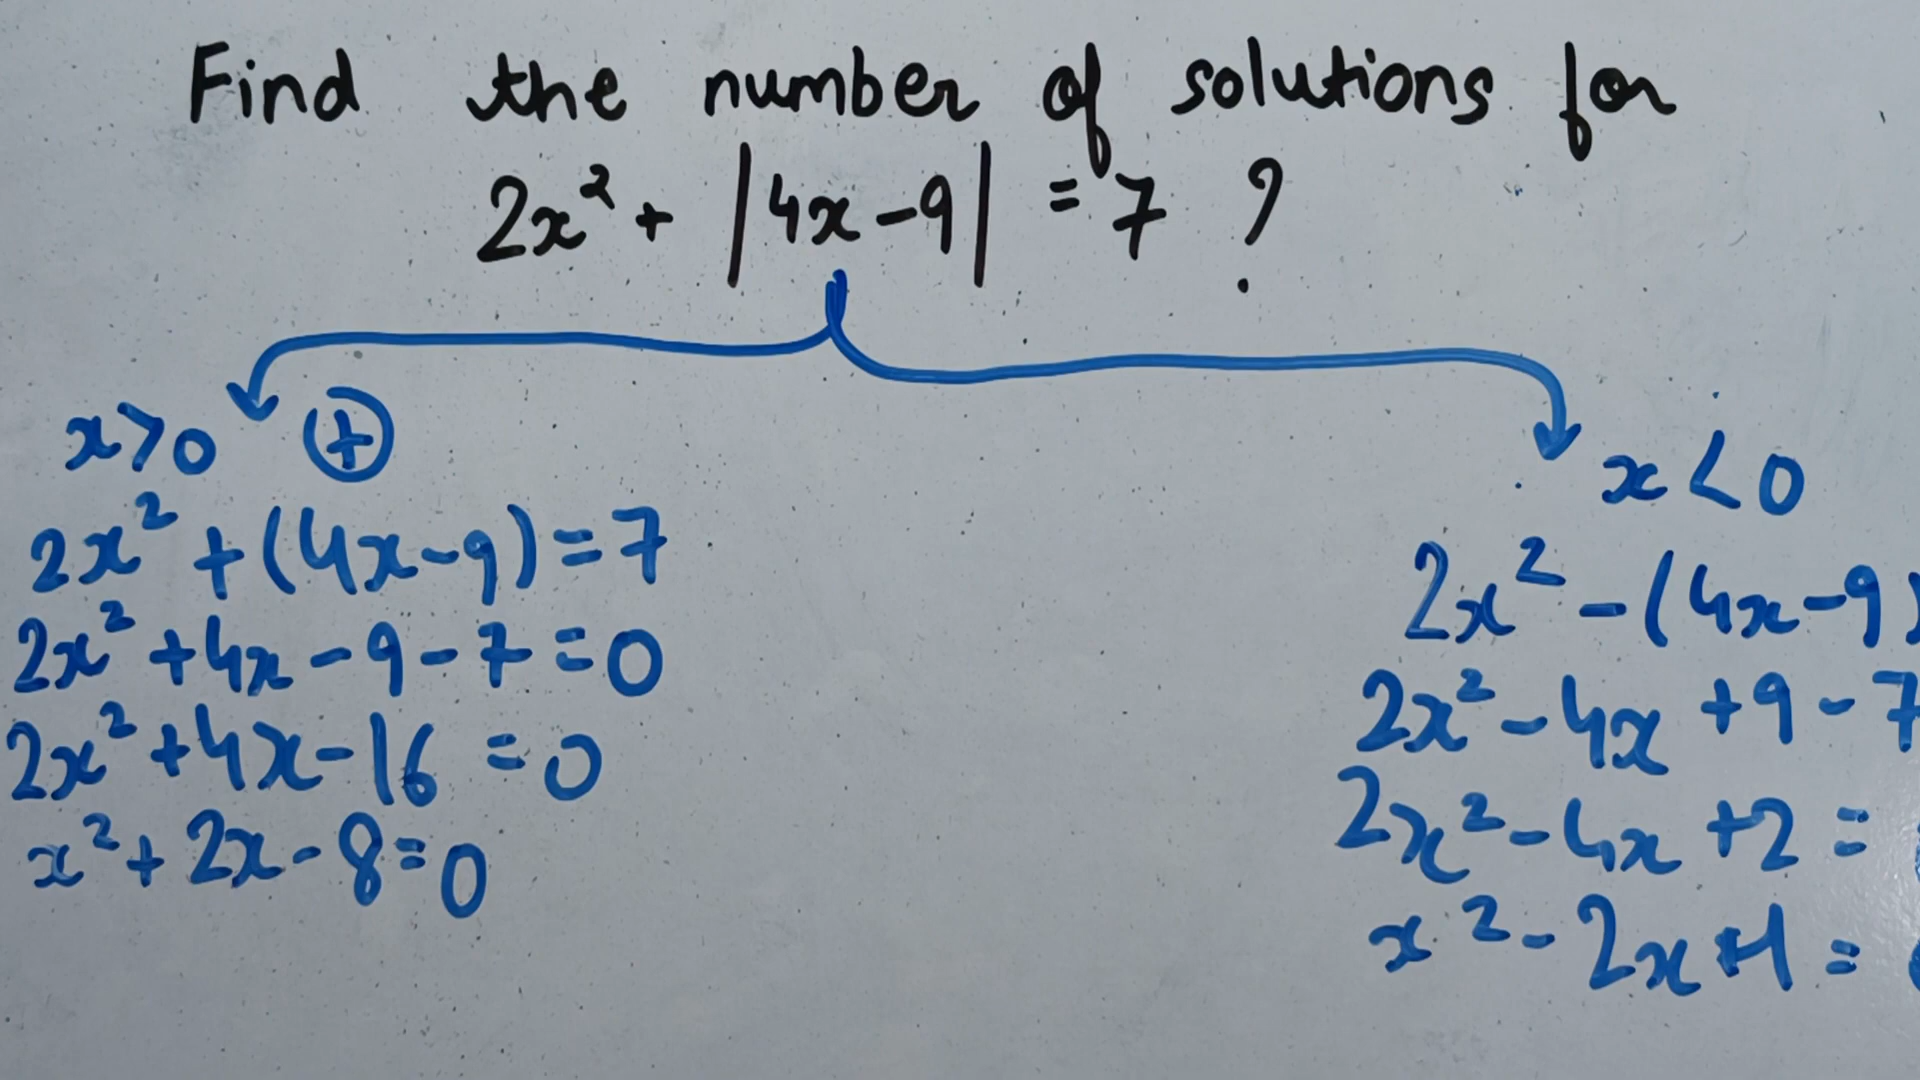 Find the number of solutions for
2x² + |4x-9| = 7 ?
x>0 (+)
2x² + (4x-9) = 7
2x² + 4x - 9 - 7 = 0
2x² + 4x - 16 = 0
x² + 2x - 8 = 0
x < 0
2x² - (4x-9)
2x² - 4x + 9 - 7
2x² - 4x + 2 =
x² - 2x + 1 =